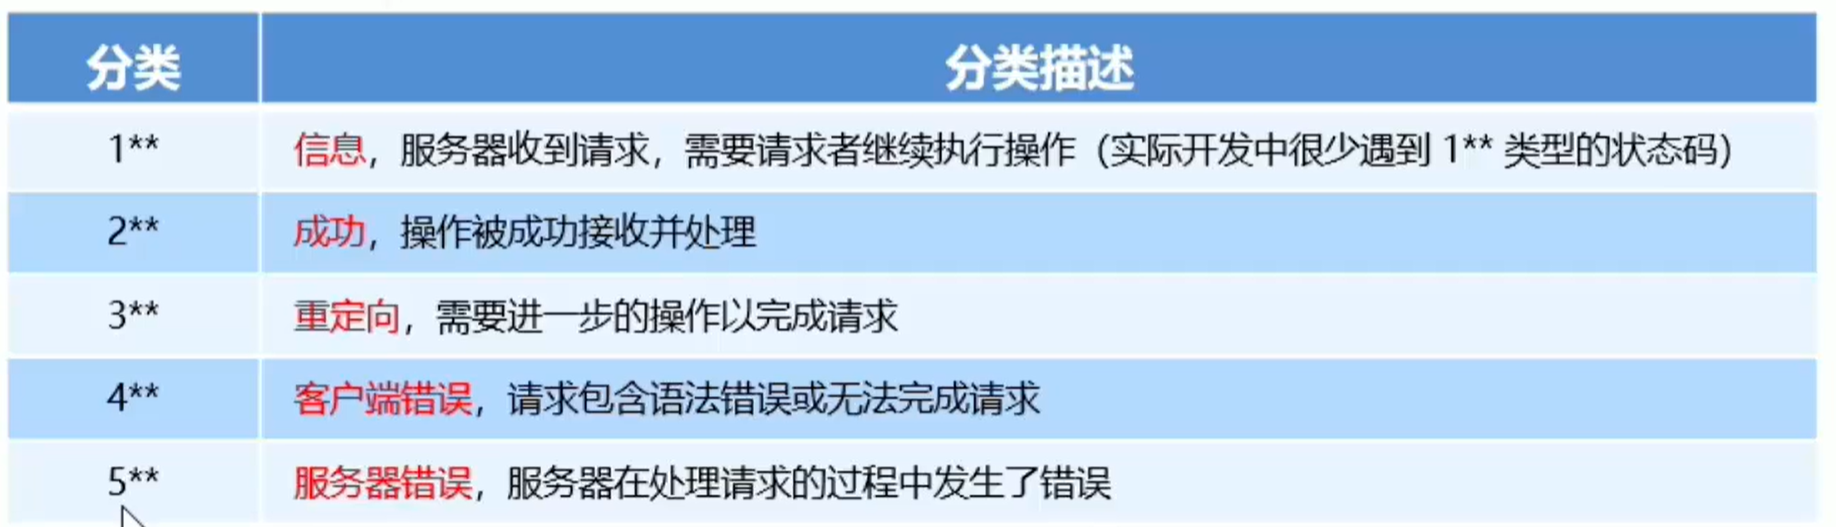 分类 分类描述
1** 信息，服务器收到请求，需要请求者继续执行操作（实际开发中很少遇到 1** 类型的状态码）
2** 成功，操作被成功接收并处理
3** 重定向，需要进一步的操作以完成请求
4** 客户端错误，请求包含语法错误或无法完成请求
5** 服务器错误，服务器在处理请求的过程中发生了错误